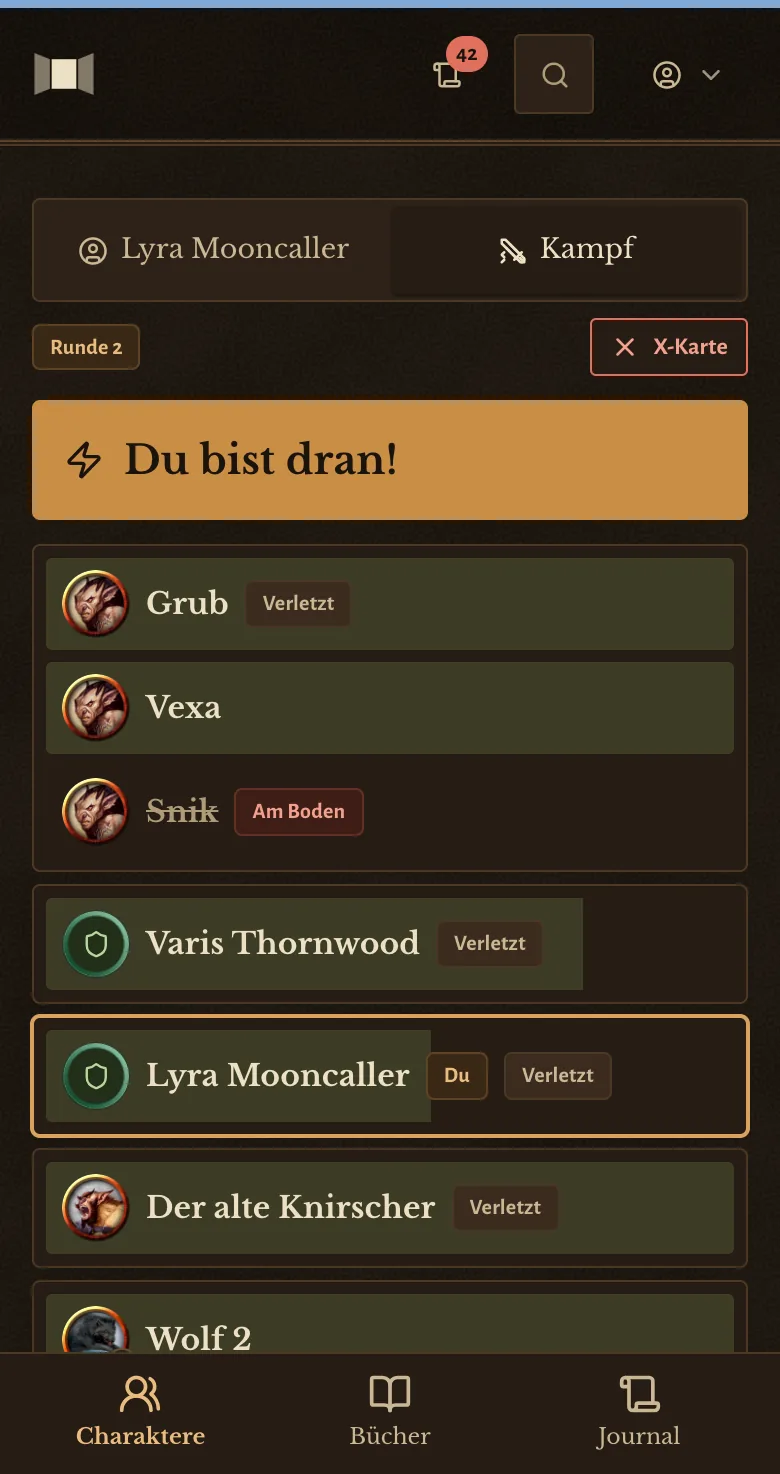 42
Lyra Mooncaller
Kampf
Runde 2
X-Karte
Du bist dran!
Grub Verletzt
Vexa
Snik Am Boden
Varis Thornwood Verletzt
Lyra Mooncaller Du Verletzt
Der alte Knirscher Verletzt
Wolf 2
Charaktere Bücher Journal